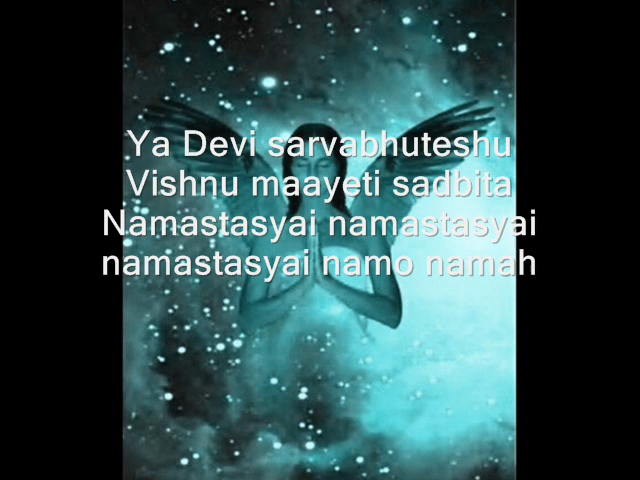 Ya Devi sarvabhuteshu
Vishnu maayeti sadbita
Namastasyai namastasyai
namastasyai namo namah